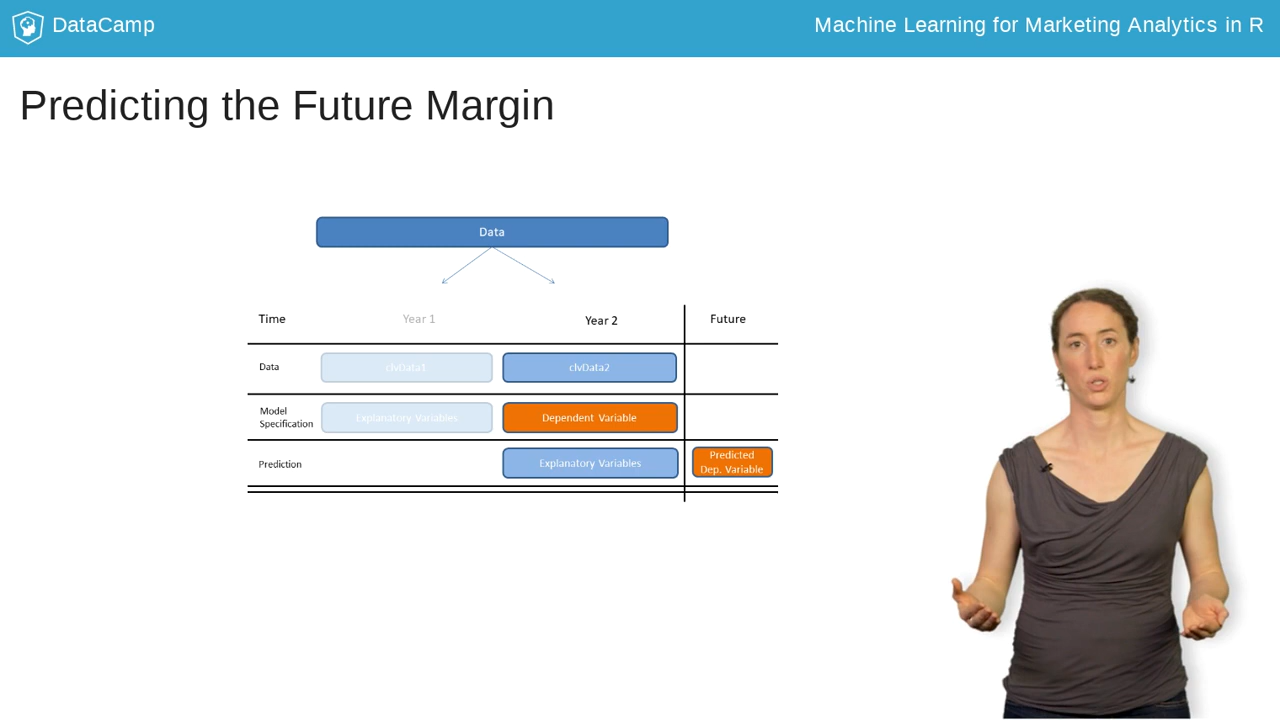 DataCamp
Machine Learning for Marketing Analytics in R
Predicting the Future Margin
Data
Time
Year 1
Year 2
Future
Data
clvData1
clvData2
Model
Specification
Explanatory Variables
Dependent Variable
Prediction
Explanatory Variables
Predicted
Dep. Variable